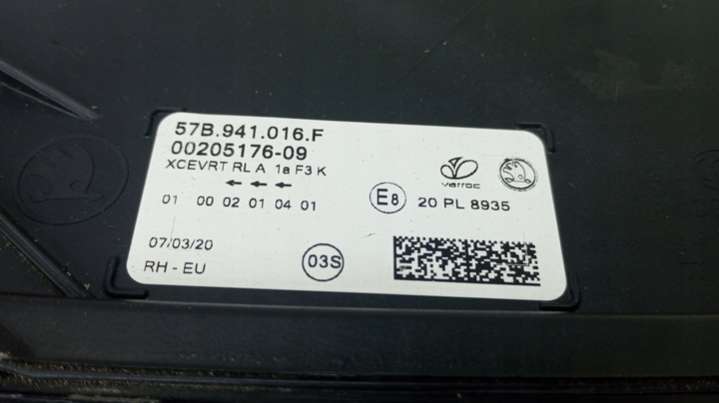 57B.941.016.F
00205176-09
XCEVRT RL A 1a F3 K
←←←
varroc
01 00 02 01 04 01
E8 20 PL 8935
07/03/20
RH - EU
03S